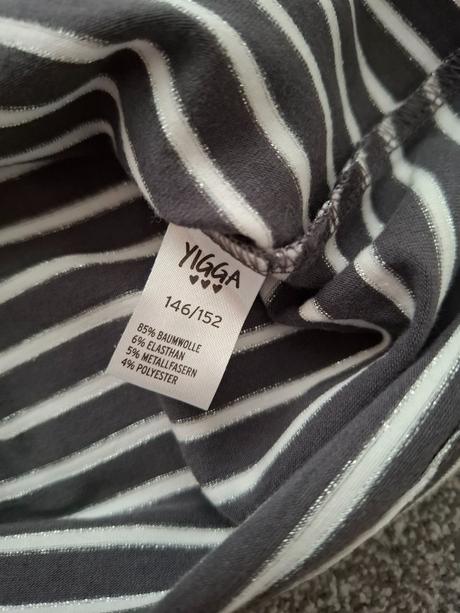 YIGGA
♥♥♥
146/152
85% BAUMWOLLE
6% ELASTHAN
5% METALLFASERN
4% POLYESTER